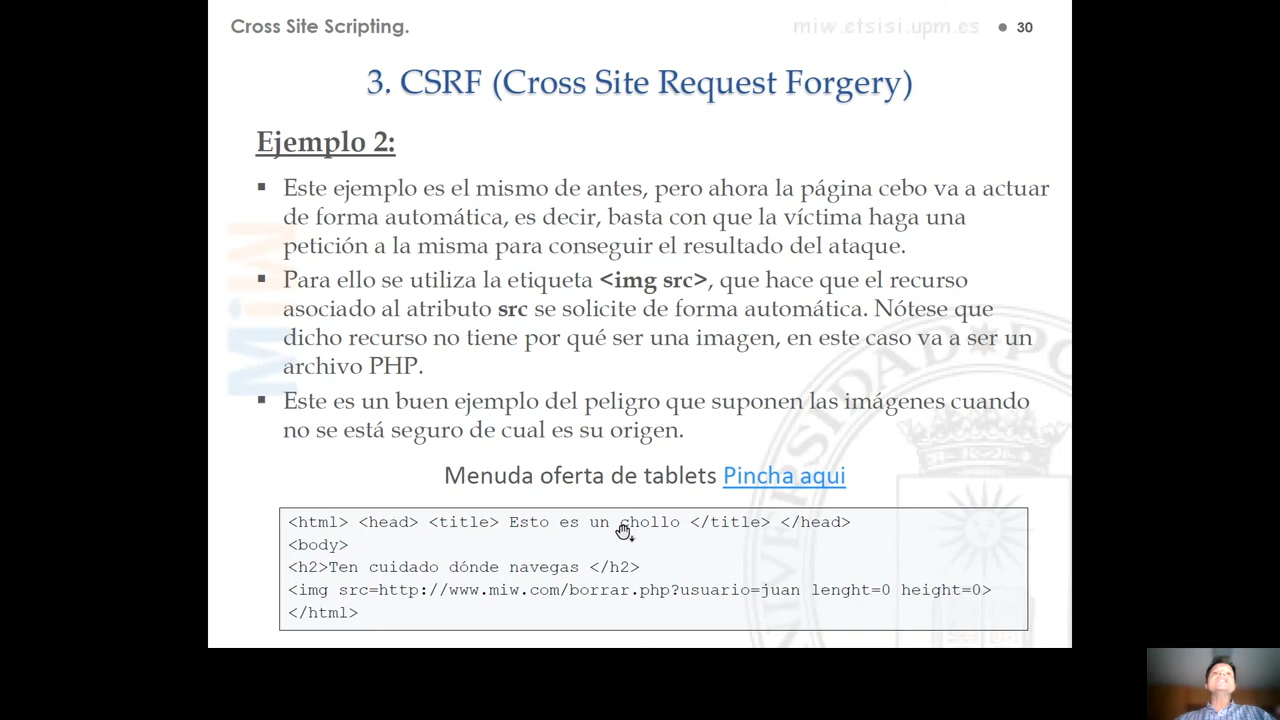 Cross Site Scripting.
miw.etsisi.upm.es
30
3. CSRF (Cross Site Request Forgery)
Ejemplo 2:
▪ Este ejemplo es el mismo de antes, pero ahora la página cebo va a actuar
de forma automática, es decir, basta con que la víctima haga una
petición a la misma para conseguir el resultado del ataque.
▪ Para ello se utiliza la etiqueta <img src>, que hace que el recurso
asociado al atributo src se solicite de forma automática. Nótese que
dicho recurso no tiene por qué ser una imagen, en este caso va a ser un
archivo PHP.
▪ Este es un buen ejemplo del peligro que suponen las imágenes cuando
no se está seguro de cual es su origen.
Menuda oferta de tablets Pincha aqui
<html> <head> <title> Esto es un chollo </title> </head>
<body>
<h2>Ten cuidado dónde navegas </h2>
<img src=http://www.miw.com/borrar.php?usuario=juan lenght=0 height=0>
</html>
MiW
UNIVERSIDAD PO